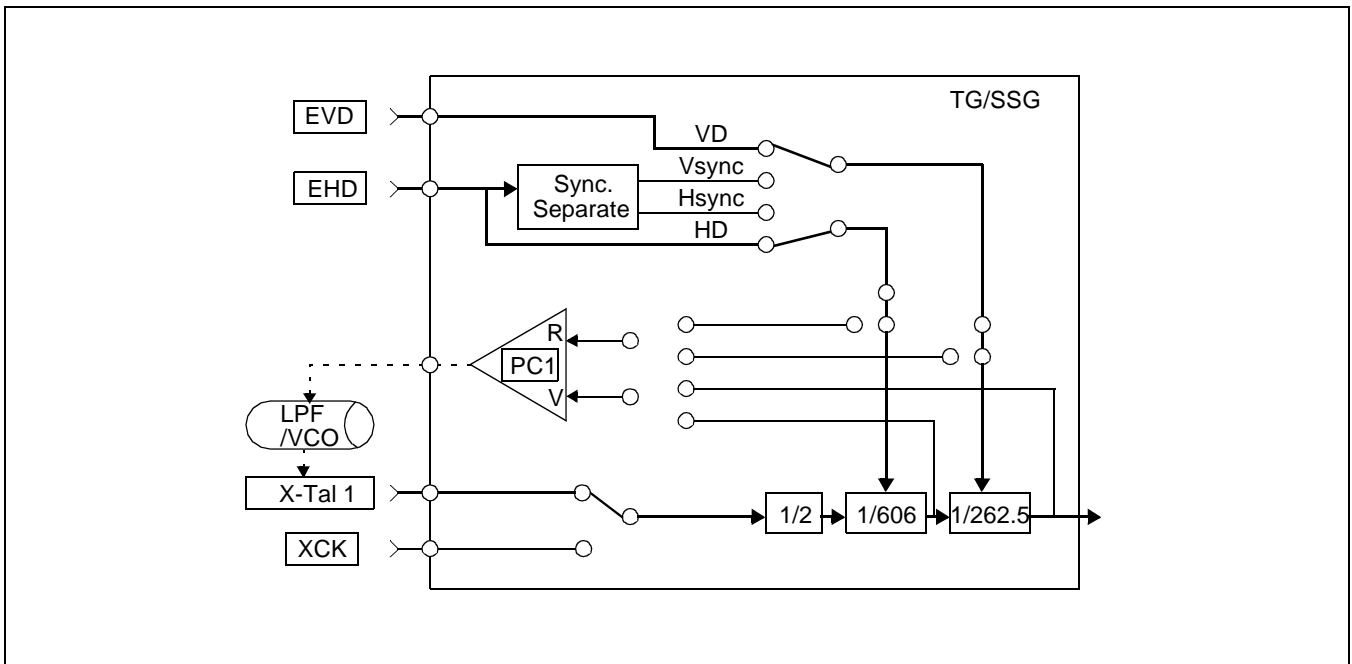 TG/SSG
EVD
VD
Vsync
EHD
Sync.
Separate
Hsync
HD
R
PC1
V
LPF
/VCO
X-Tal 1
1/2
1/606
1/262.5
XCK